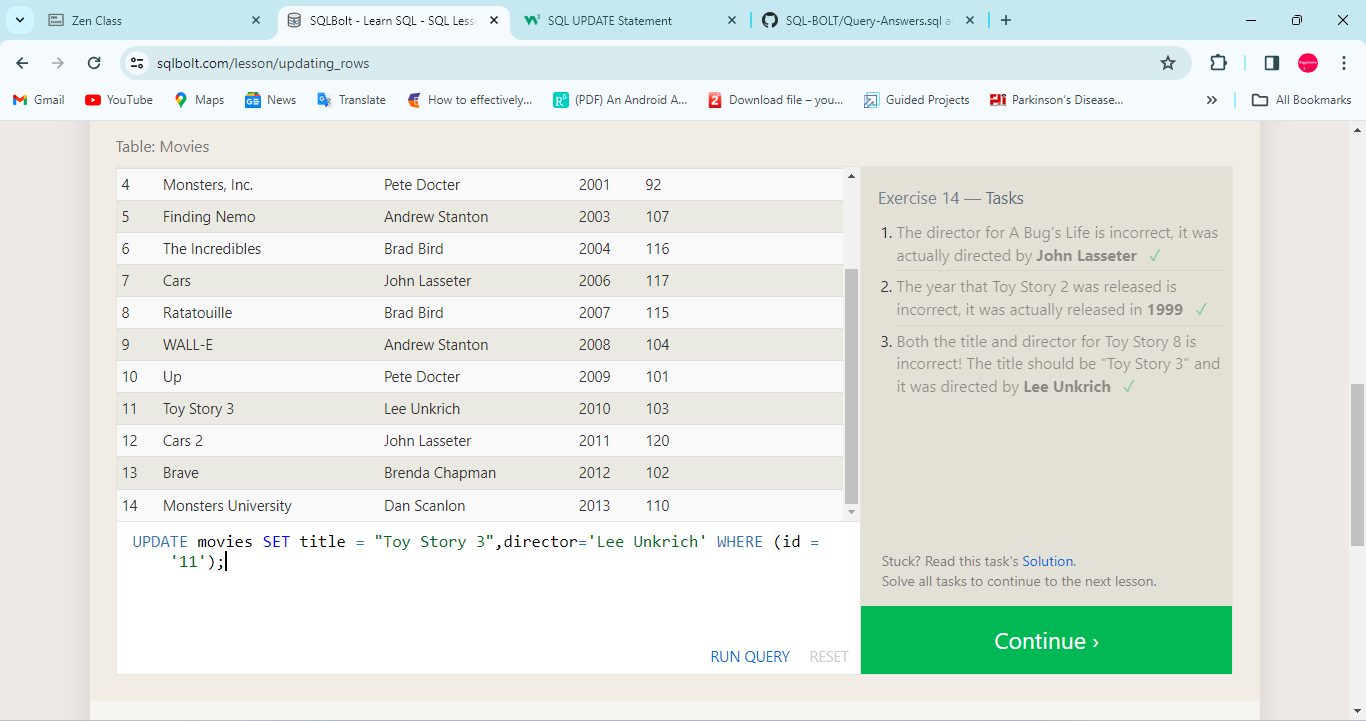 Zen Class
SQLBolt - Learn SQL - SQL Less
SQL UPDATE Statement
SQL-BOLT/Query-Answers.sql a
sqlbolt.com/lesson/updating_rows
Gmail
YouTube
Maps
News
Translate
How to effectively...
(PDF) An Android A...
Download file – you...
Guided Projects
Parkinson's Disease...
»
All Bookmarks
Table: Movies
4 Monsters, Inc. Pete Docter 2001 92
5 Finding Nemo Andrew Stanton 2003 107
6 The Incredibles Brad Bird 2004 116
7 Cars John Lasseter 2006 117
8 Ratatouille Brad Bird 2007 115
9 WALL-E Andrew Stanton 2008 104
10 Up Pete Docter 2009 101
11 Toy Story 3 Lee Unkrich 2010 103
12 Cars 2 John Lasseter 2011 120
13 Brave Brenda Chapman 2012 102
14 Monsters University Dan Scanlon 2013 110
UPDATE movies SET title = "Toy Story 3",director='Lee Unkrich' WHERE (id =
'11');
RUN QUERY RESET
Exercise 14 — Tasks
1. The director for A Bug's Life is incorrect, it was
actually directed by John Lasseter ✓
2. The year that Toy Story 2 was released is
incorrect, it was actually released in 1999 ✓
3. Both the title and director for Toy Story 8 is
incorrect! The title should be "Toy Story 3" and
it was directed by Lee Unkrich ✓
Stuck? Read this task's Solution.
Solve all tasks to continue to the next lesson.
Continue ›